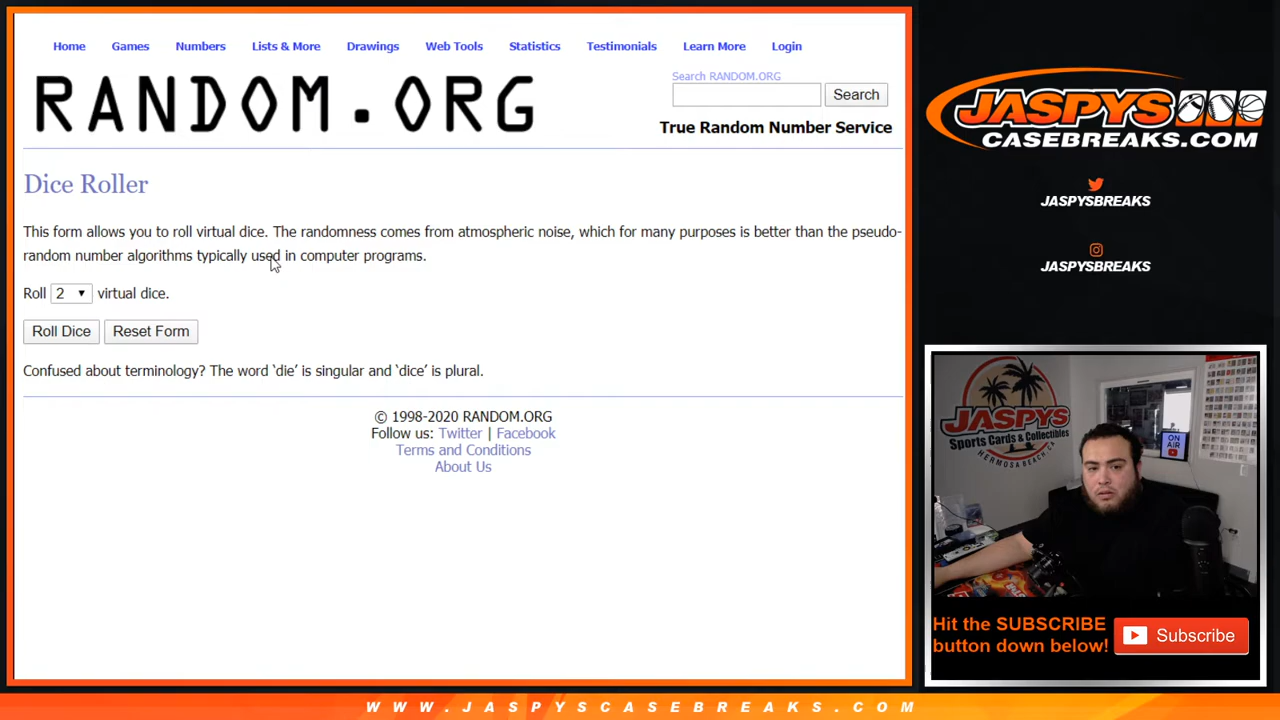 Home Games Numbers Lists & More Drawings Web Tools Statistics Testimonials Learn More Login
RANDOM.ORG
Search RANDOM.ORG
Search
True Random Number Service
Dice Roller
This form allows you to roll virtual dice. The randomness comes from atmospheric noise, which for many purposes is better than the pseudo-
random number algorithms typically used in computer programs.
Roll 2 virtual dice.
Roll Dice Reset Form
Confused about terminology? The word ‘die’ is singular and ‘dice’ is plural.
© 1998-2020 RANDOM.ORG
Follow us: Twitter | Facebook
Terms and Conditions
About Us
JASPYS
CASEBREAKS.COM
JASPYSBREAKS
JASPYSBREAKS
JASPYS
Sports Cards & Collectibles
HERMOSA BEACH, CA
ON
AIR
Hit the SUBSCRIBE
button down below!
Subscribe
WWW.JASPYSCASEBREAKS.COM